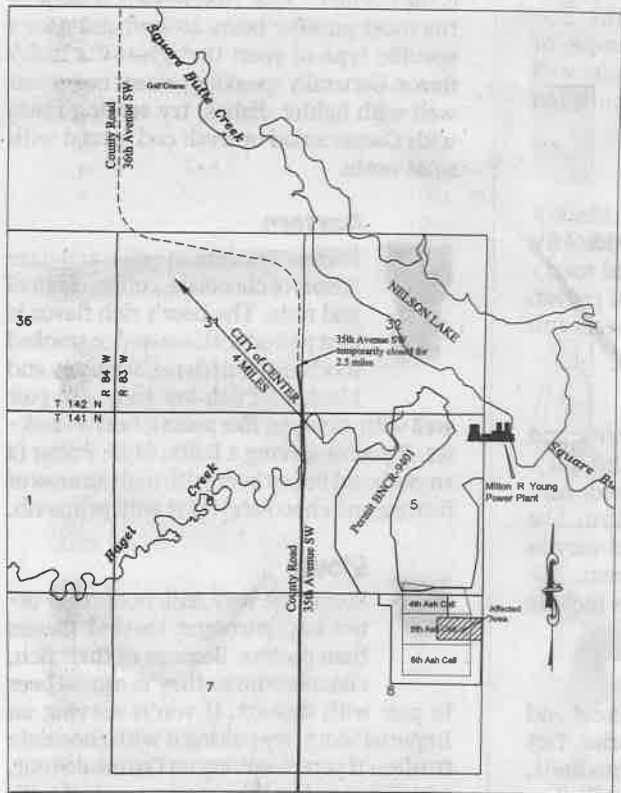 Square Butte Creek
Golf Course
County Road
36th Avenue SW
NELSON LAKE
36
31
32
R 84 W
R 83 W
CITY of CENTER
4 MILES
35th Avenue SW
temporarily closed for
2.5 miles
T. 142 N
T. 141 N
Permit BNCR-9401
Milton R Young
Power Plant
Square Bu
1
Hagel Creek
5
County Road
35th Avenue SW
4th Ash Cell
Affected
Area
5th Ash Cell
6th Ash Cell
7
8